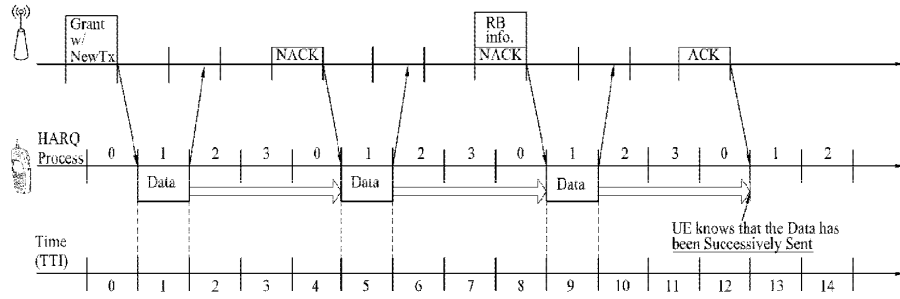 Grant
w/
NewTx
NACK
RB
info.
NACK
ACK
HARQ
Process
0 1 2 3 0 1 2 3 0 1 2 3 0 1 2
Data
Data
Data
UE knows that the Data has
been Successively Sent
Time
(TTI)
0 1 2 3 4 5 6 7 8 9 10 11 12 13 14